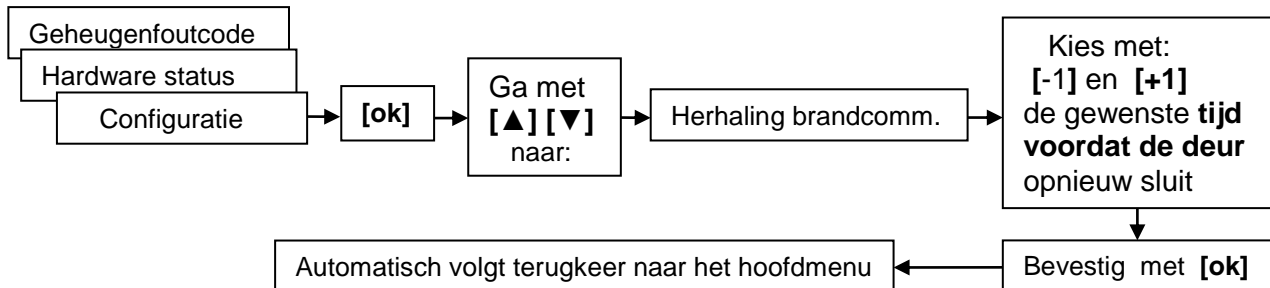 Geheugenfoutcode
Hardware status
Configuratie
[ok]
Ga met
[▲] [▼]
naar:
Herhaling brandcomm.
Kies met:
[-1] en [+1]
de gewenste tijd
voordat de deur
opnieuw sluit
Bevestig met [ok]
Automatisch volgt terugkeer naar het hoofdmenu